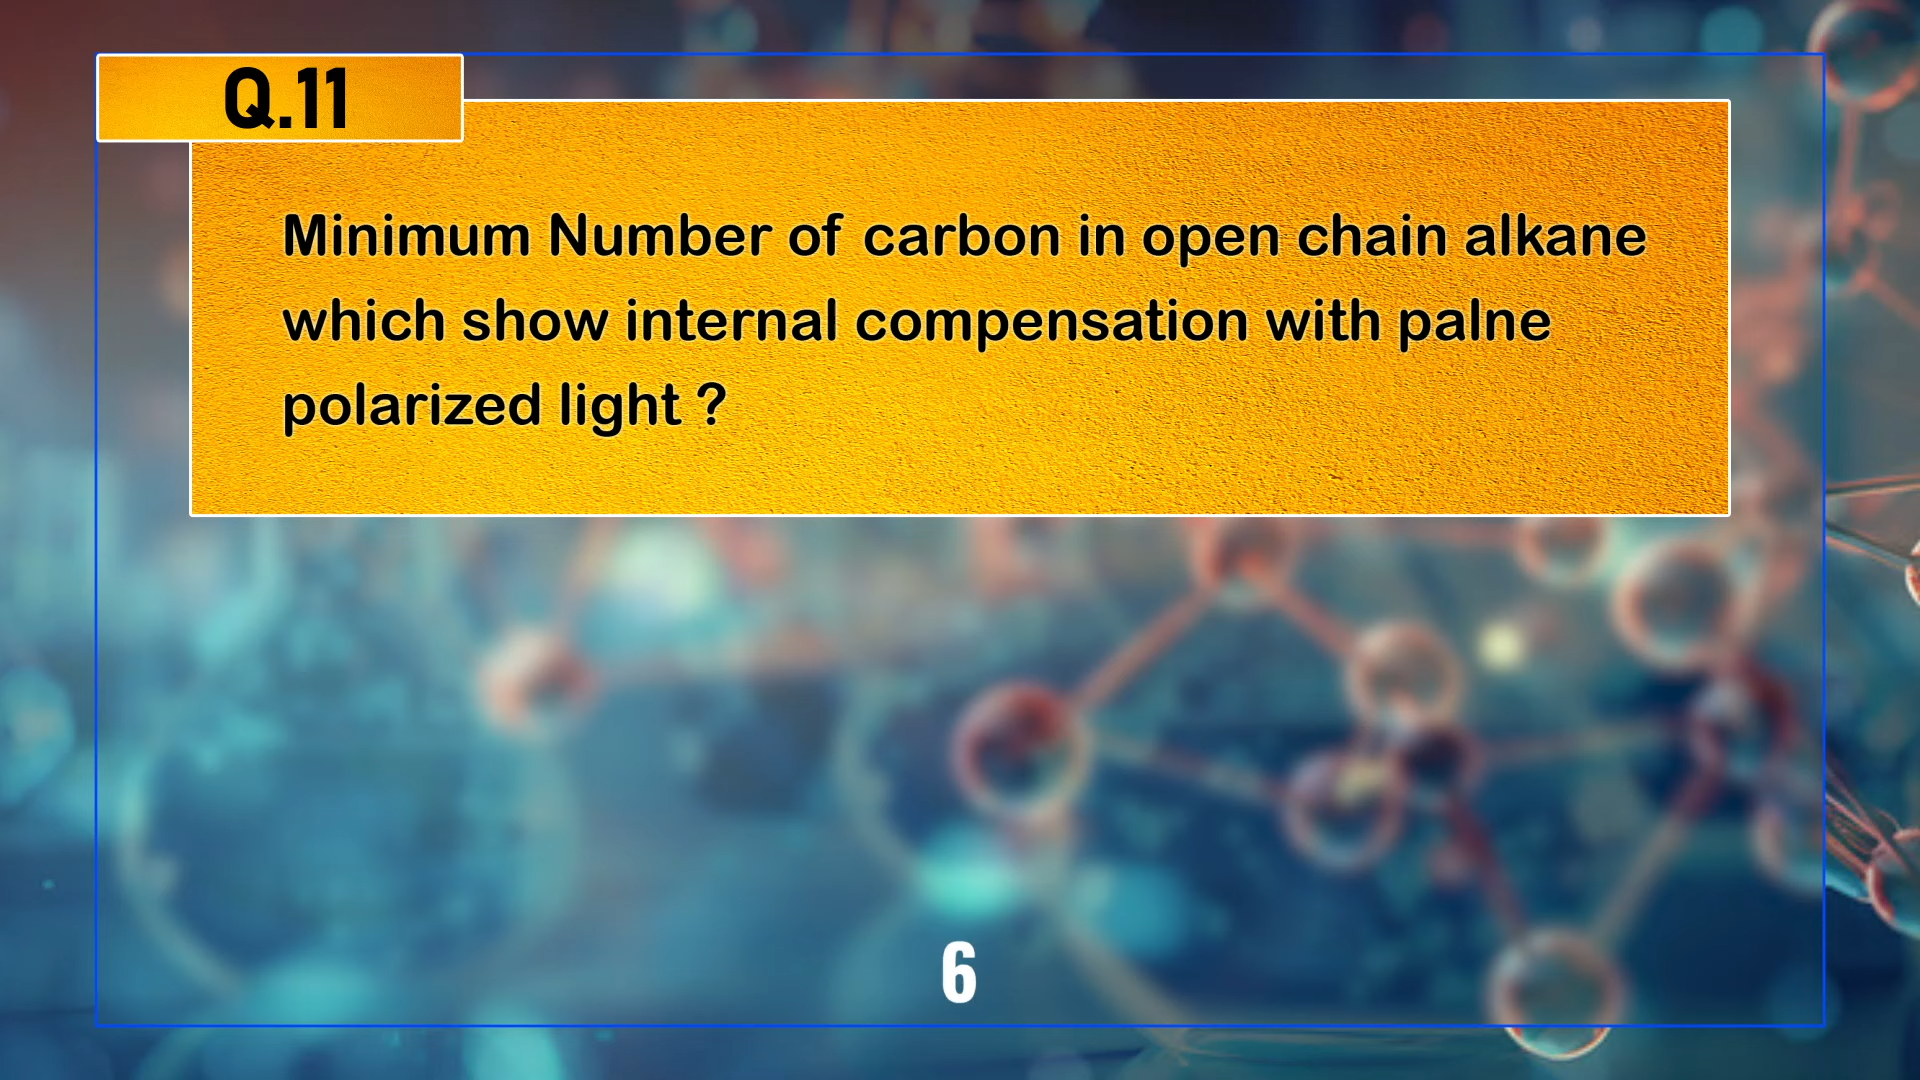 Q.11
Minimum Number of carbon in open chain alkane
which show internal compensation with palne
polarized light ?
6